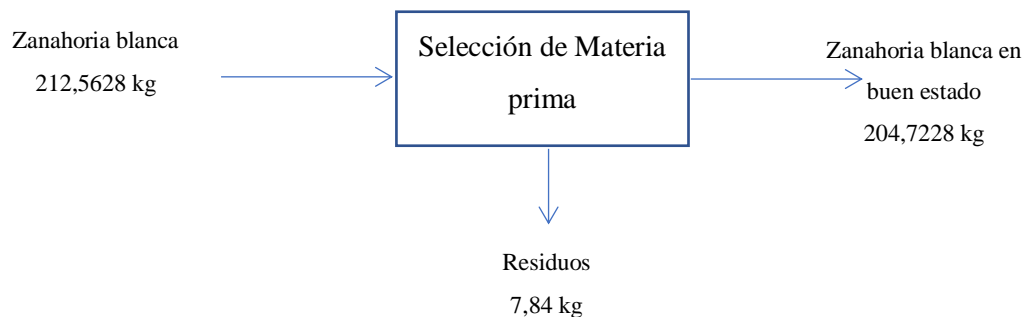 Zanahoria blanca
212,5628 kg
Selección de Materia
prima
Zanahoria blanca en
buen estado
204,7228 kg
Residuos
7,84 kg